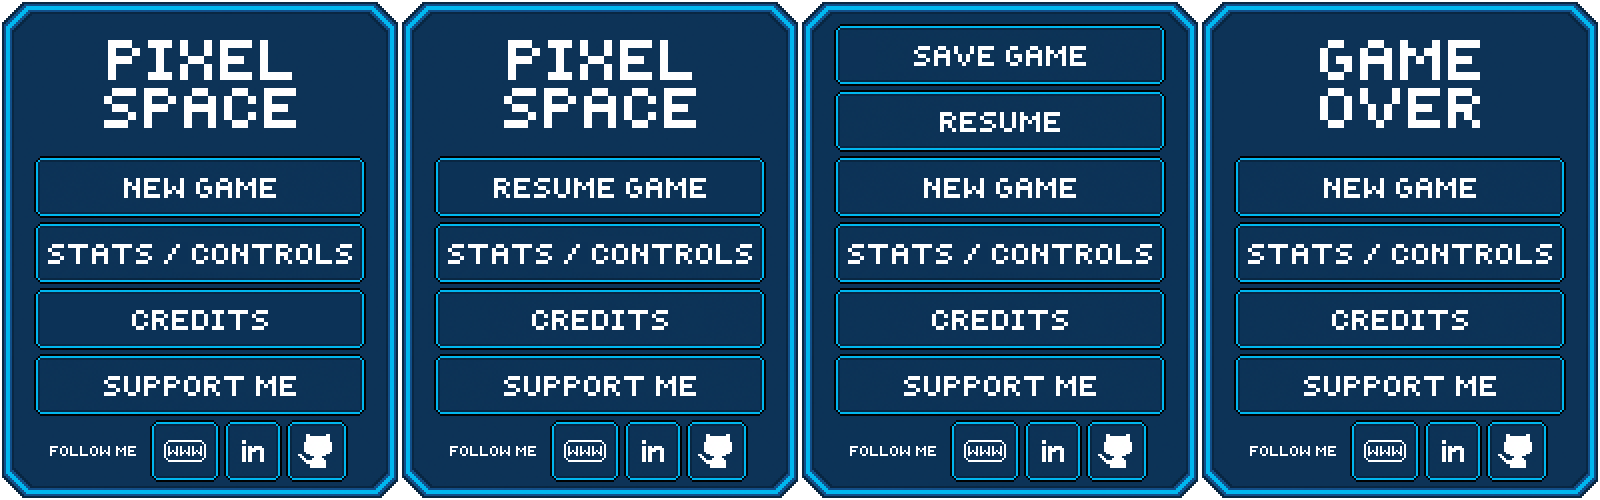 PIXEL
SPACE
NEW GAME
STATS / CONTROLS
CREDITS
SUPPORT ME
FOLLOW ME
WWW
in
PIXEL
SPACE
RESUME GAME
STATS / CONTROLS
CREDITS
SUPPORT ME
FOLLOW ME
WWW
in
SAVE GAME
RESUME
NEW GAME
STATS / CONTROLS
CREDITS
SUPPORT ME
FOLLOW ME
WWW
in
GAME
OVER
NEW GAME
STATS / CONTROLS
CREDITS
SUPPORT ME
FOLLOW ME
WWW
in